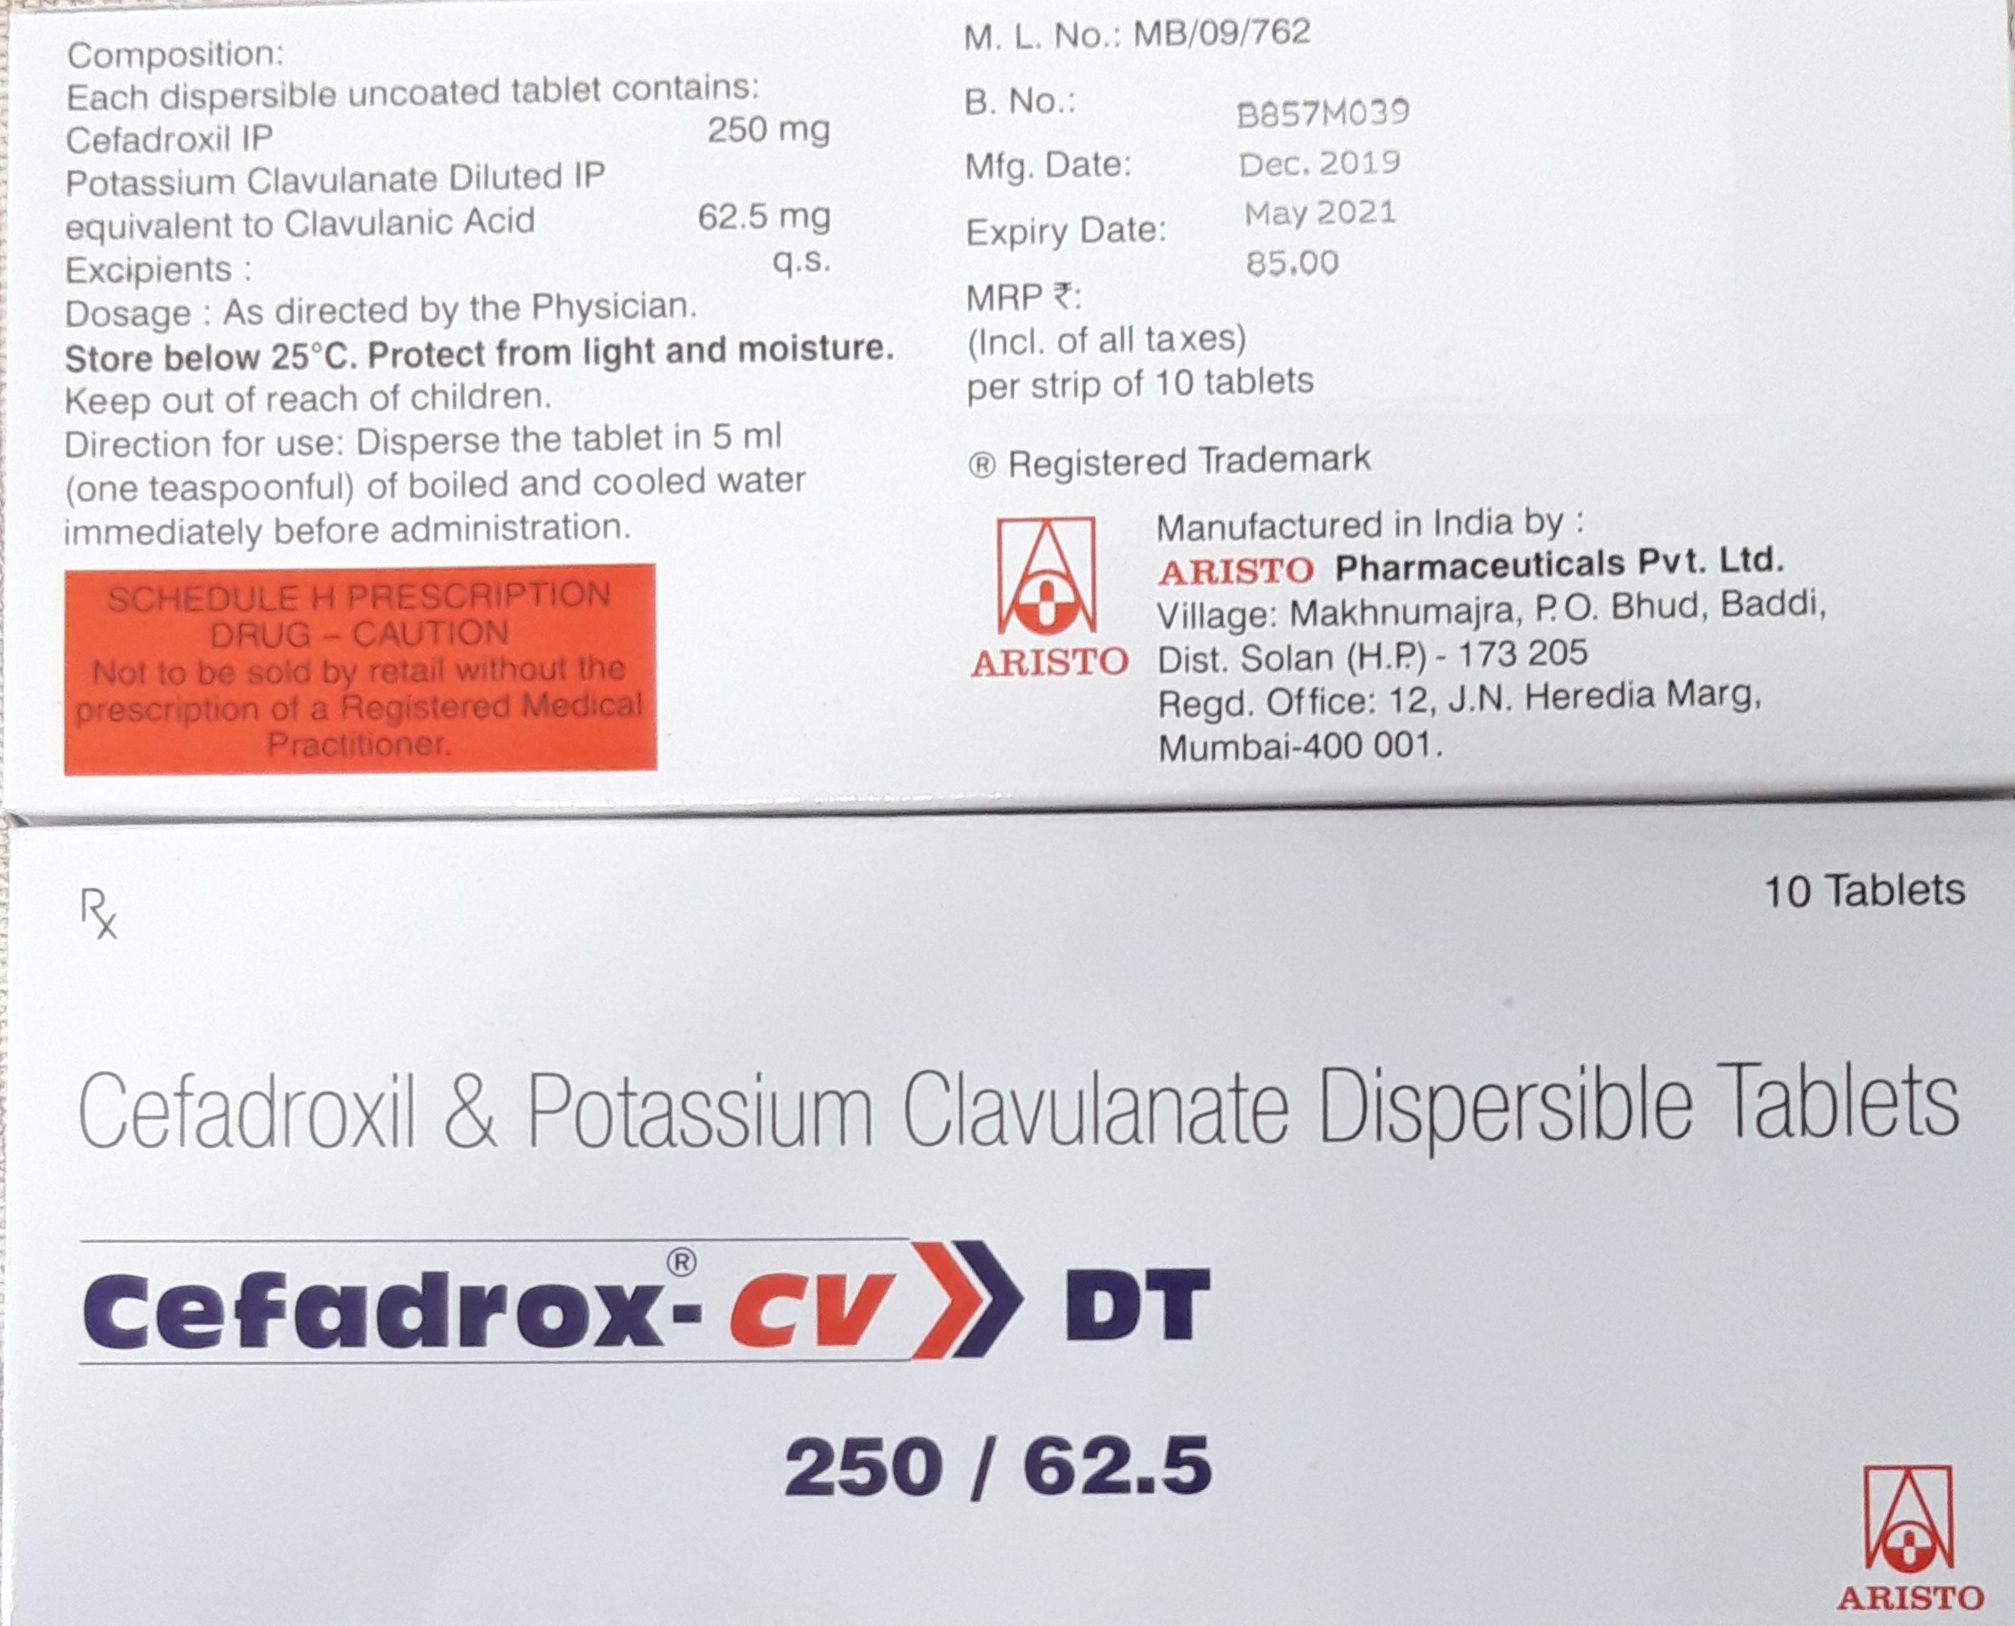 Composition:
Each dispersible uncoated tablet contains:
Cefadroxil IP 250 mg
Potassium Clavulanate Diluted IP
equivalent to Clavulanic Acid 62.5 mg
Excipients : q.s.
Dosage : As directed by the Physician.
Store below 25°C. Protect from light and moisture.
Keep out of reach of children.
Direction for use: Disperse the tablet in 5 ml
(one teaspoonful) of boiled and cooled water
immediately before administration.
SCHEDULE H PRESCRIPTION
DRUG – CAUTION
Not to be sold by retail without the
prescription of a Registered Medical
Practitioner.
M. L. No.: MB/09/762
B. No.: B857M039
Mfg. Date: Dec. 2019
Expiry Date: May 2021
MRP ₹: 85.00
(Incl. of all taxes)
per strip of 10 tablets
® Registered Trademark
ARISTO
Manufactured in India by :
ARISTO Pharmaceuticals Pvt. Ltd.
Village: Makhnumajra, P.O. Bhud, Baddi,
Dist. Solan (H.P.) - 173 205
Regd. Office: 12, J.N. Heredia Marg,
Mumbai-400 001.
Rx
10 Tablets
Cefadroxil & Potassium Clavulanate Dispersible Tablets
Cefadrox®-CV DT
250 / 62.5
ARISTO